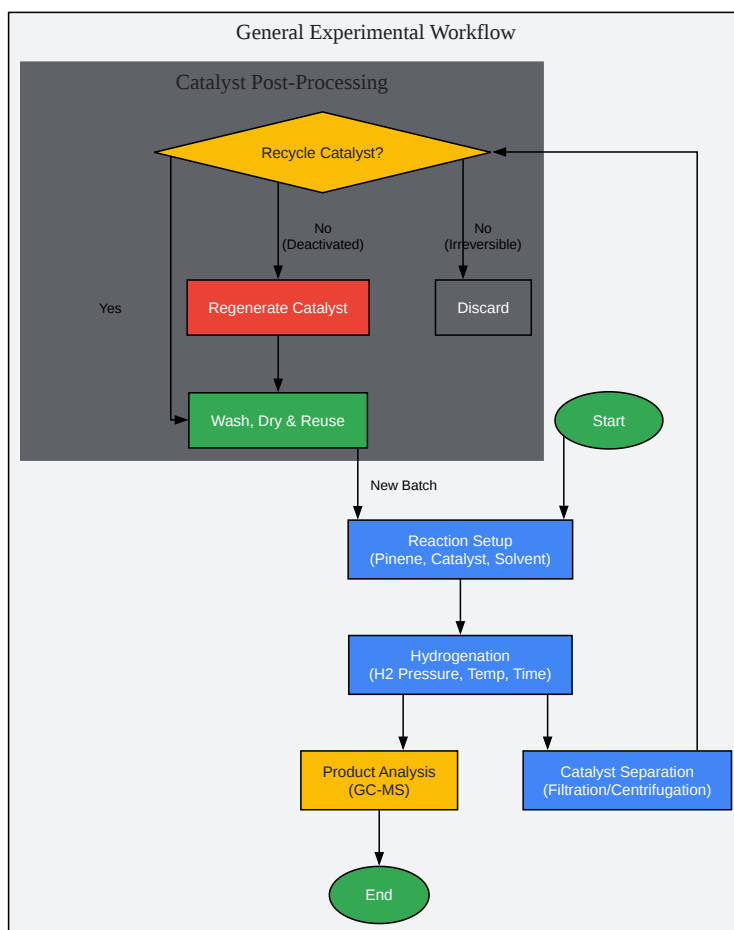 General Experimental Workflow
Catalyst Post-Processing
Recycle Catalyst?
No
(Deactivated)
No
(Irreversible)
Yes
Regenerate Catalyst
Discard
Wash, Dry & Reuse
Start
New Batch
Reaction Setup
(Pinene, Catalyst, Solvent)
Hydrogenation
(H2 Pressure, Temp, Time)
Product Analysis
(GC-MS)
Catalyst Separation
(Filtration/Centrifugation)
End